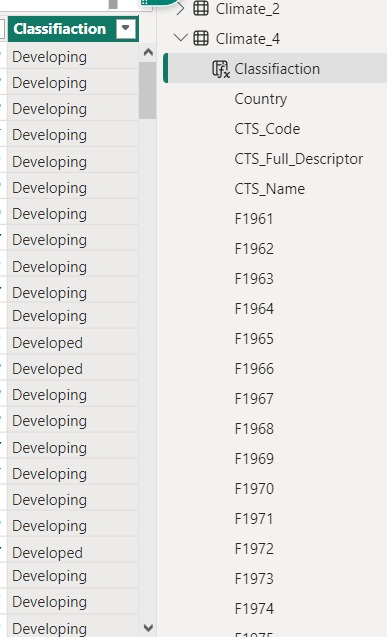 Classifiaction
Developing
Developing
Developing
Developing
Developing
Developing
Developing
Developing
Developing
Developing
Developing
Developed
Developed
Developing
Developing
Developing
Developing
Developing
Developing
Developed
Developing
Developing
Developing
Climate_2
Climate_4
Classifiaction
Country
CTS_Code
CTS_Full_Descriptor
CTS_Name
F1961
F1962
F1963
F1964
F1965
F1966
F1967
F1968
F1969
F1970
F1971
F1972
F1973
F1974
F1975